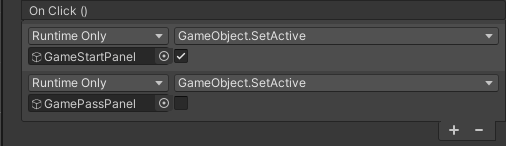 On Click ()
Runtime Only GameObject.SetActive
GameStartPanel
Runtime Only GameObject.SetActive
GamePassPanel